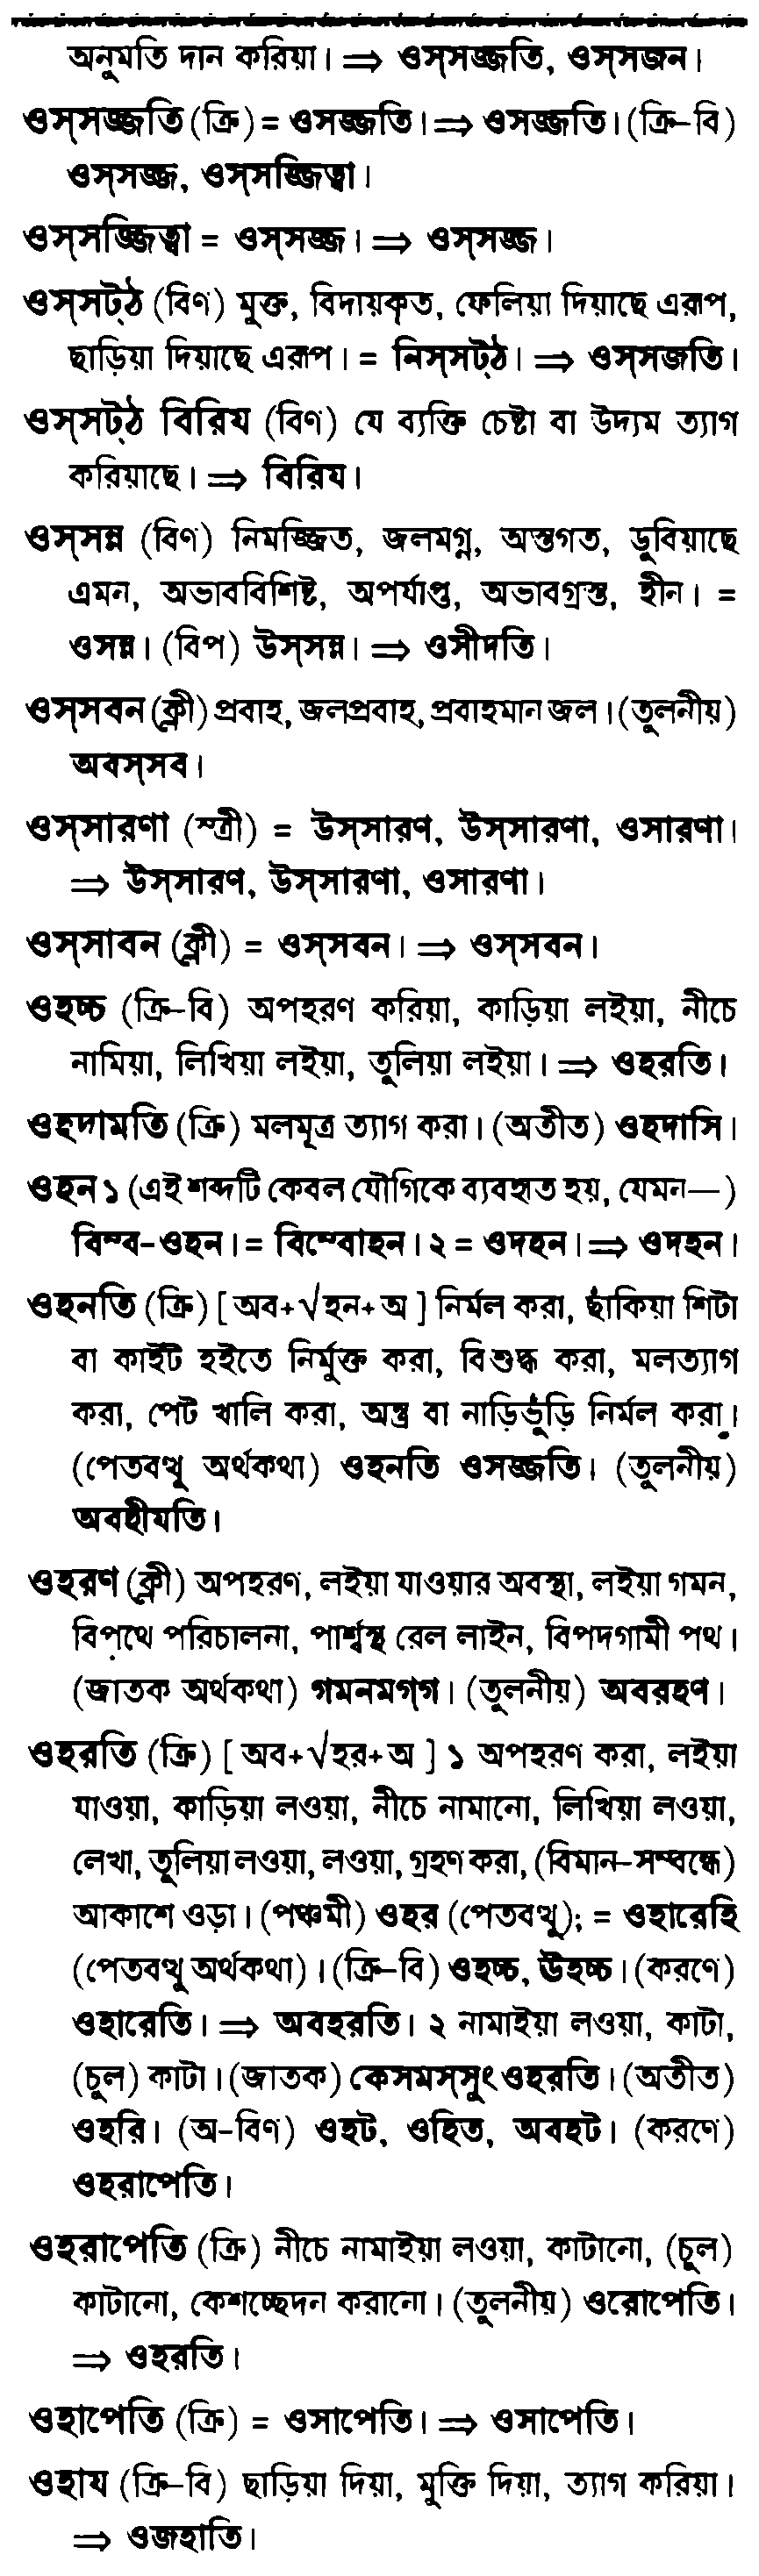 অনুমতি দান করিয়া। ⇒ ওস্সজ্জতি, ওস্সজন।
ওস্সজ্জতি (ক্রি) = ওসজ্জতি। ⇒ ওসজ্জতি। (ক্রি-বি)
ওস্সজ্জ, ওস্সজ্জিত্বা।
ওস্সজ্জিত্বা = ওস্সজ্জ। ⇒ ওস্সজ্জ।
ওস্সট্ঠ (বিণ) মুক্ত, বিদায়কৃত, ফেলিয়া দিয়াছে এরূপ,
ছাড়িয়া দিয়াছে এরূপ। = নিস্সট্ঠ। ⇒ ওস্সজতি।
ওস্সট্ঠ বিরিয (বিণ) যে ব্যক্তি চেষ্টা বা উদ্যম ত্যাগ
করিয়াছে। ⇒ বিরিয।
ওস্সন্ন (বিণ) নিমজ্জিত, জলমগ্ন, অস্তগত, ডুবিয়াছে
এমন, অভাববিশিষ্ট, অপর্যাপ্ত, অভাবগ্রস্ত, হীন। =
ওসন্ন। (বিপ) উস্সন্ন। ⇒ ওসীদতি।
ওস্সবন (ক্লী) প্রবাহ, জলপ্রবাহ, প্রবাহমান জল। (তুলনীয়)
অবস্সব।
ওস্সারণা (স্ত্রী) = উস্সারণ, উস্সারণা, ওসারণা।
⇒ উস্সারণ, উস্সারণা, ওসারণা।
ওস্সাবন (ক্লী) = ওস্সবন। ⇒ ওস্সবন।
ওহচ্চ (ক্রি-বি) অপহরণ করিয়া, কাড়িয়া লইয়া, নীচে
নামিয়া, লিখিয়া লইয়া, তুলিয়া লইয়া। ⇒ ওহরতি।
ওহদামতি (ক্রি) মলমূত্র ত্যাগ করা। (অতীত) ওহদাসি।
ওহন ১ (এই শব্দটি কেবল যৌগিকে ব্যবহৃত হয়, যেমন—)
বিম্ব-ওহন। = বিম্বোহন। ২ = ওদহন। ⇒ ওদহন।
ওহনতি (ক্রি) [ অব+√হন+অ ] নির্মল করা, ছাঁকিয়া শিটা
বা কাইট হইতে নির্মুক্ত করা, বিশুদ্ধ করা, মলত্যাগ
করা, পেট খালি করা, অন্ত্র বা নাড়িভুঁড়ি নির্মল করা।
(পেতবত্থু অর্থকথা) ওহনতি ওসজ্জতি। (তুলনীয়)
অবহীযতি।
ওহরণ (ক্লী) অপহরণ, লইয়া যাওয়ার অবস্থা, লইয়া গমন,
বিপথে পরিচালনা, পার্শ্বস্থ রেল লাইন, বিপদগামী পথ।
(জাতক অর্থকথা) গমনমগ্গ। (তুলনীয়) অবরহণ।
ওহরতি (ক্রি) [ অব+√হর+অ ] ১ অপহরণ করা, লইয়া
যাওয়া, কাড়িয়া লওয়া, নীচে নামানো, লিখিয়া লওয়া,
লেখা, তুলিয়া লওয়া, লওয়া, গ্রহণ করা, (বিমান-সম্বন্ধে)
আকাশে ওড়া। (পঞ্চমী) ওহর (পেতবত্থু); = ওহারেহি
(পেতবত্থু অর্থকথা)। (ক্রি-বি) ওহচ্চ, ঊহচ্চ। (করণে)
ওহারেতি। ⇒ অবহরতি। ২ নামাইয়া লওয়া, কাটা,
(চুল) কাটা। (জাতক) কেসমস্সুং ওহরতি। (অতীত)
ওহরি। (অ-বিণ) ওহট, ওহিত, অবহট। (করণে)
ওহরাপেতি।
ওহরাপেতি (ক্রি) নীচে নামাইয়া লওয়া, কাটানো, (চুল)
কাটানো, কেশচ্ছেদন করানো। (তুলনীয়) ওরোপেতি।
⇒ ওহরতি।
ওহাপেতি (ক্রি) = ওসাপেতি। ⇒ ওসাপেতি।
ওহায (ক্রি-বি) ছাড়িয়া দিয়া, মুক্তি দিয়া, ত্যাগ করিয়া।
⇒ ওজহাতি।